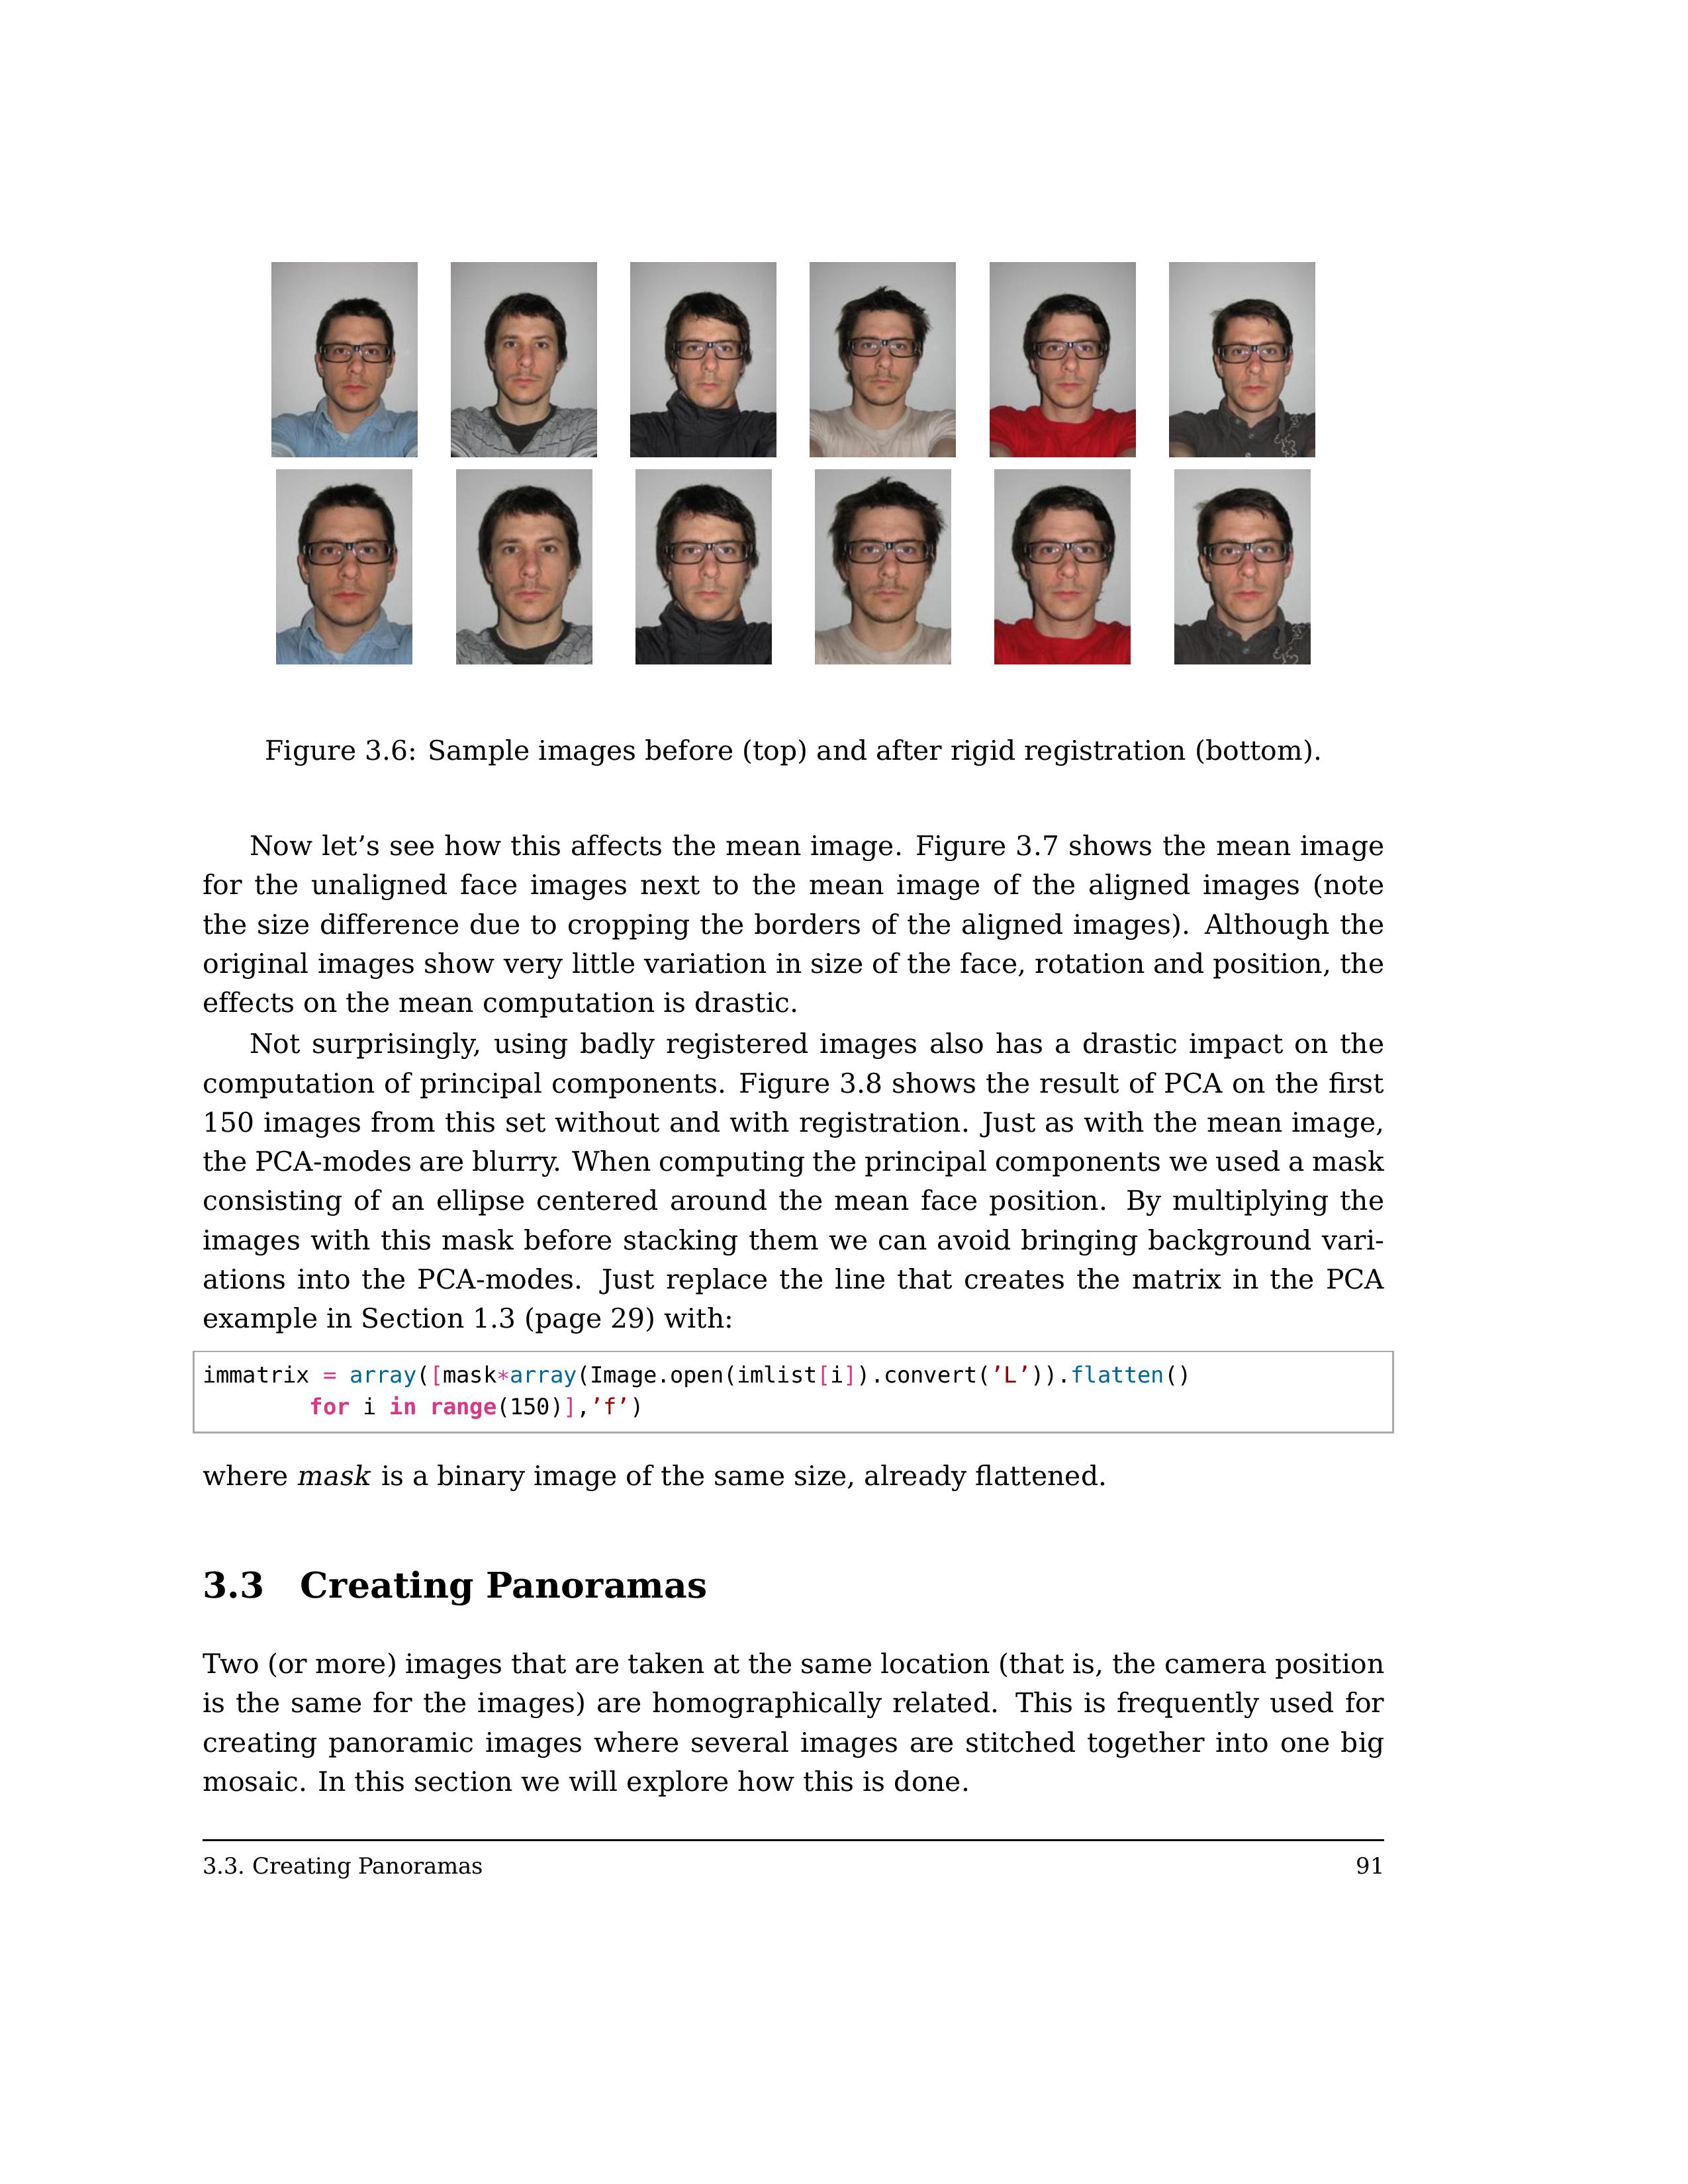 Figure 3.6: Sample images before (top) and after rigid registration (bottom).
Now let’s see how this affects the mean image. Figure 3.7 shows the mean image
for the unaligned face images next to the mean image of the aligned images (note
the size difference due to cropping the borders of the aligned images). Although the
original images show very little variation in size of the face, rotation and position, the
effects on the mean computation is drastic.
Not surprisingly, using badly registered images also has a drastic impact on the
computation of principal components. Figure 3.8 shows the result of PCA on the first
150 images from this set without and with registration. Just as with the mean image,
the PCA-modes are blurry. When computing the principal components we used a mask
consisting of an ellipse centered around the mean face position. By multiplying the
images with this mask before stacking them we can avoid bringing background vari-
ations into the PCA-modes. Just replace the line that creates the matrix in the PCA
example in Section 1.3 (page 29) with:
immatrix = array([mask*array(Image.open(imlist[i]).convert(’L’)).flatten()
for i in range(150)],’f’)
where mask is a binary image of the same size, already flattened.
3.3 Creating Panoramas
Two (or more) images that are taken at the same location (that is, the camera position
is the same for the images) are homographically related. This is frequently used for
creating panoramic images where several images are stitched together into one big
mosaic. In this section we will explore how this is done.
3.3. Creating Panoramas 91